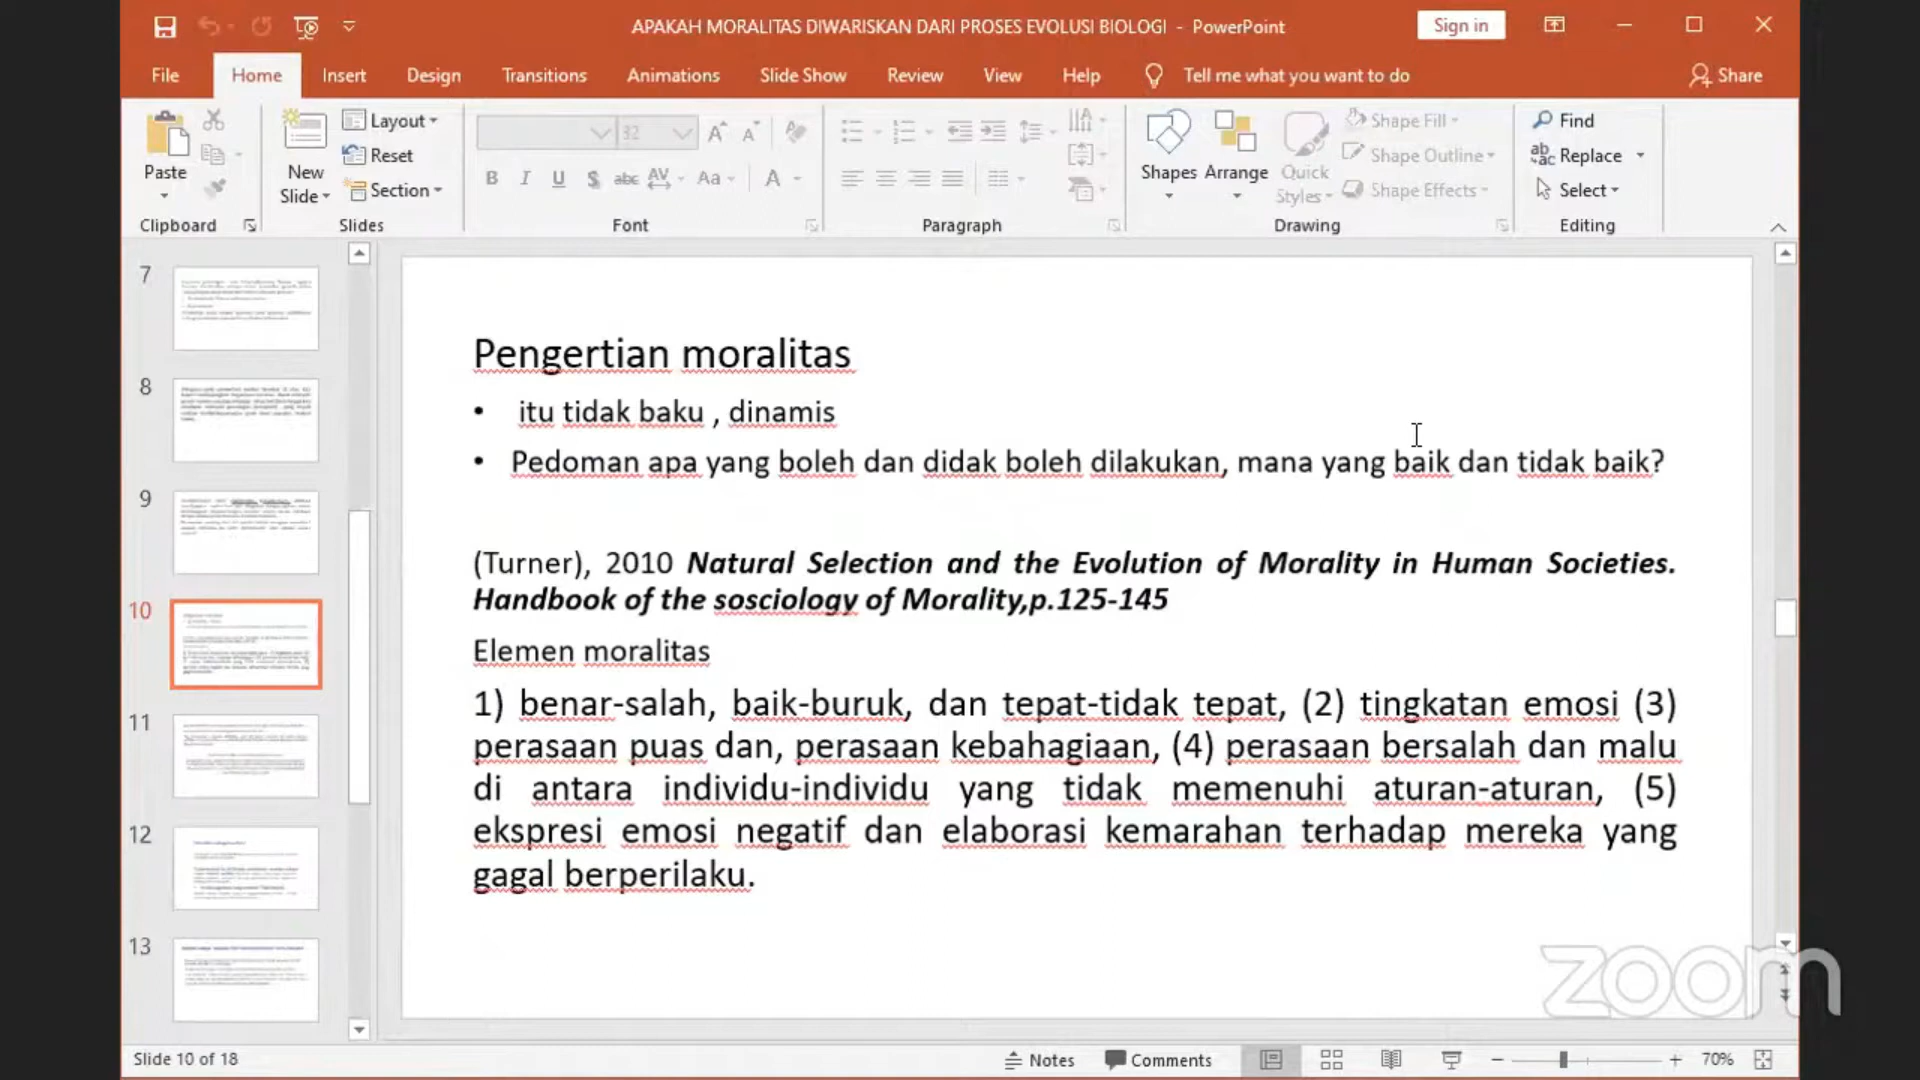 APAKAH MORALITAS DIWARISKAN DARI PROSES EVOLUSI BIOLOGI - PowerPoint
Sign in
File Home Insert Design Transitions Animations Slide Show Review View Help Tell me what you want to do Share
Paste
Clipboard
New Slide
Layout
Reset
Section
Slides
32
B I U S abc AV Aa A
Font
Paragraph
Shapes Arrange Quick Styles
Shape Fill
Shape Outline
Shape Effects
Drawing
Find
Replace
Select
Editing
7
8
9
10
11
12
13
Pengertian moralitas
• itu tidak baku , dinamis
• Pedoman apa yang boleh dan didak boleh dilakukan, mana yang baik dan tidak baik?
(Turner), 2010 Natural Selection and the Evolution of Morality in Human Societies.
Handbook of the sosciology of Morality,p.125-145
Elemen moralitas
1) benar-salah, baik-buruk, dan tepat-tidak tepat, (2) tingkatan emosi (3)
perasaan puas dan, perasaan kebahagiaan, (4) perasaan bersalah dan malu
di antara individu-individu yang tidak memenuhi aturan-aturan, (5)
ekspresi emosi negatif dan elaborasi kemarahan terhadap mereka yang
gagal berperilaku.
zoom
Slide 10 of 18
Notes Comments 70%